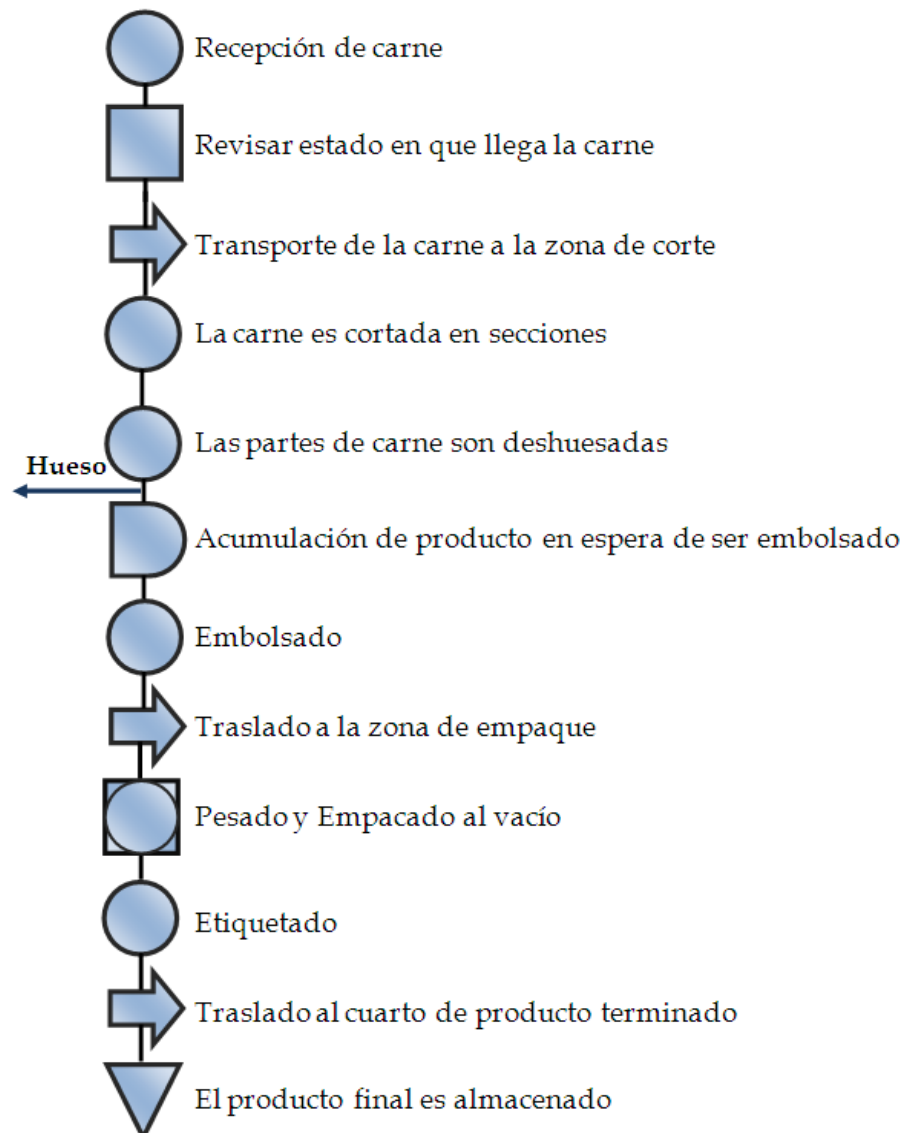 Recepción de carne
Revisar estado en que llega la carne
Transporte de la carne a la zona de corte
La carne es cortada en secciones
Las partes de carne son deshuesadas
Hueso
Acumulación de producto en espera de ser embolsado
Embolsado
Traslado a la zona de empaque
Pesado y Empacado al vacío
Etiquetado
Traslado al cuarto de producto terminado
El producto final es almacenado